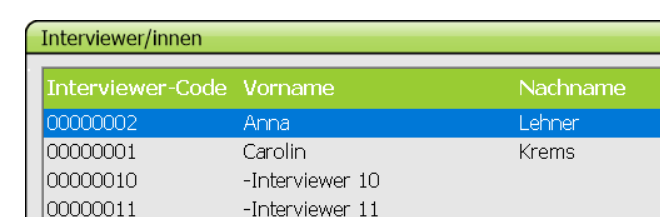 Interviewer/innen
Interviewer-Code Vorname Nachname
00000002 Anna Lehner
00000001 Carolin Krems
00000010 -Interviewer 10
00000011 -Interviewer 11